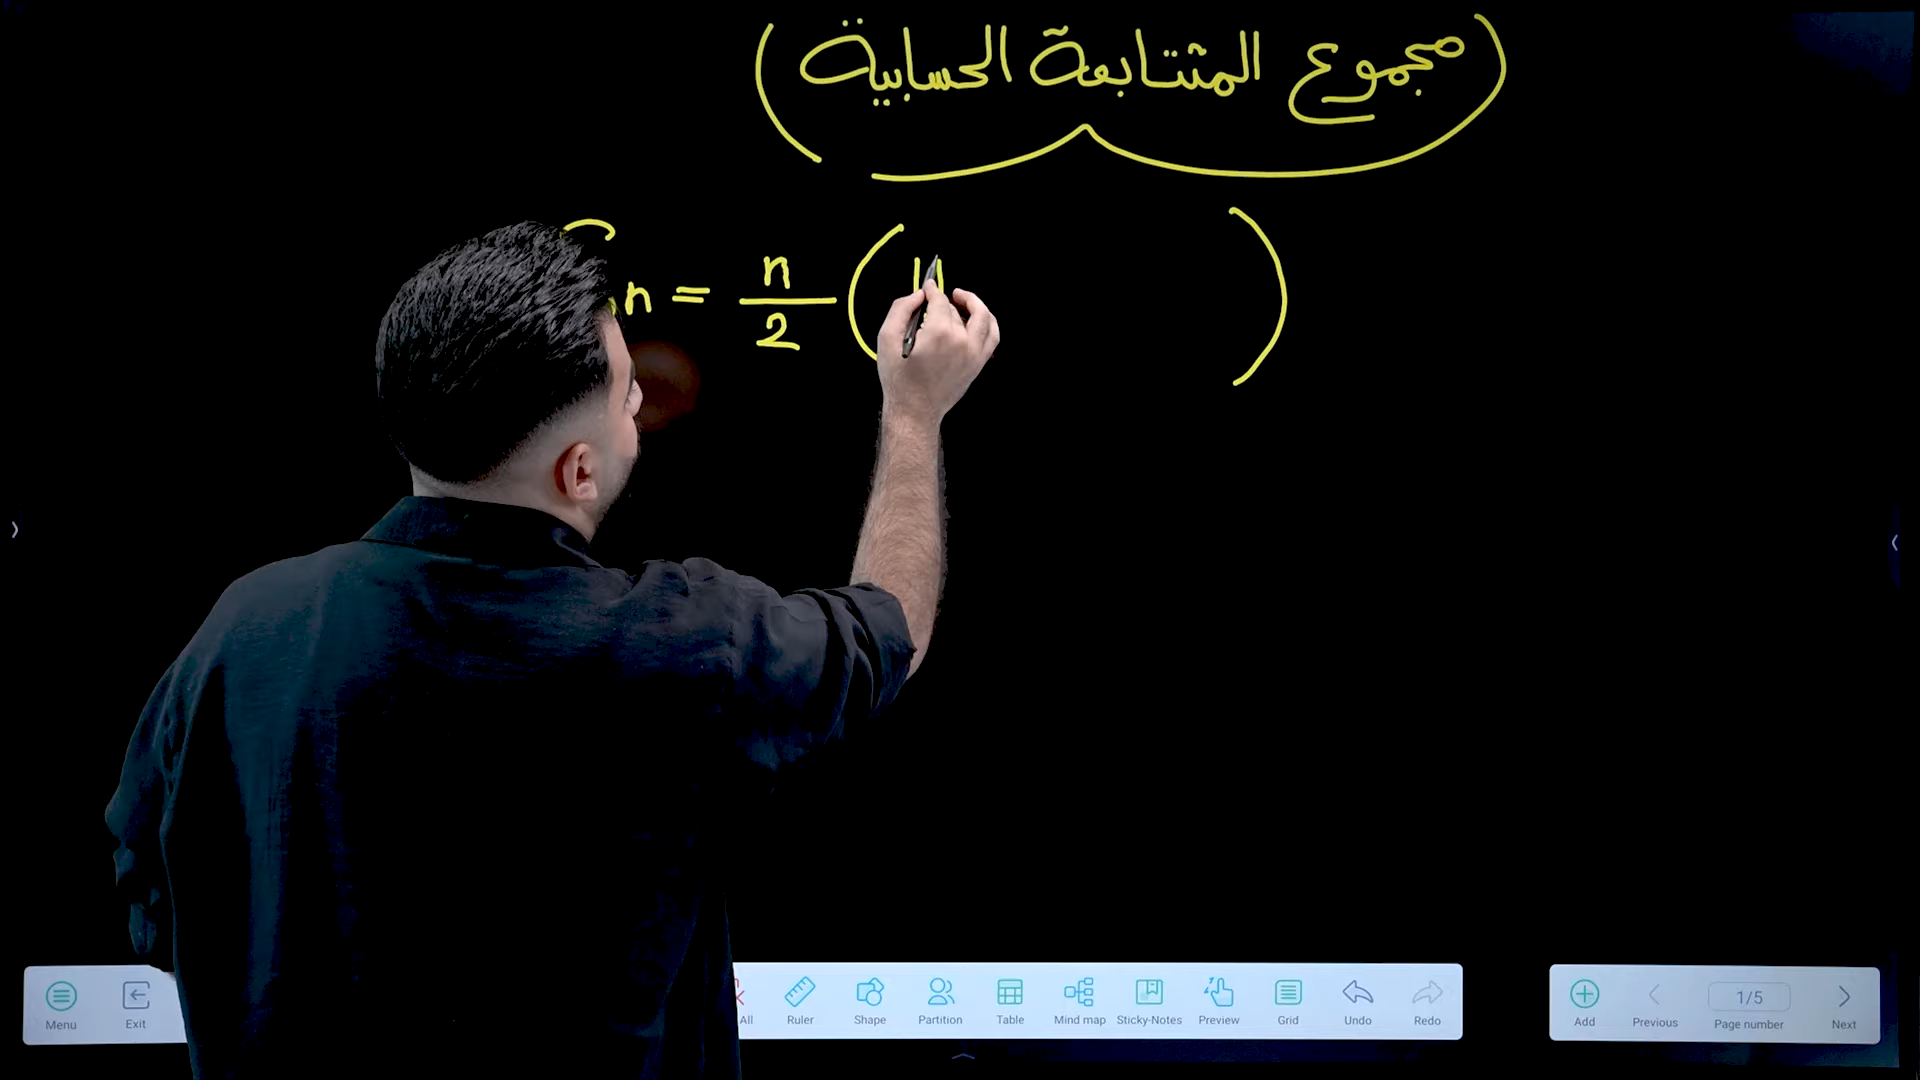 (مجموع المتتابعة الحسابية)
n = n/2 ( )
Menu
Exit
All
Ruler
Shape
Partition
Table
Mind map
Sticky-Notes
Preview
Grid
Undo
Redo
Add
Previous
1/5
Page number
Next